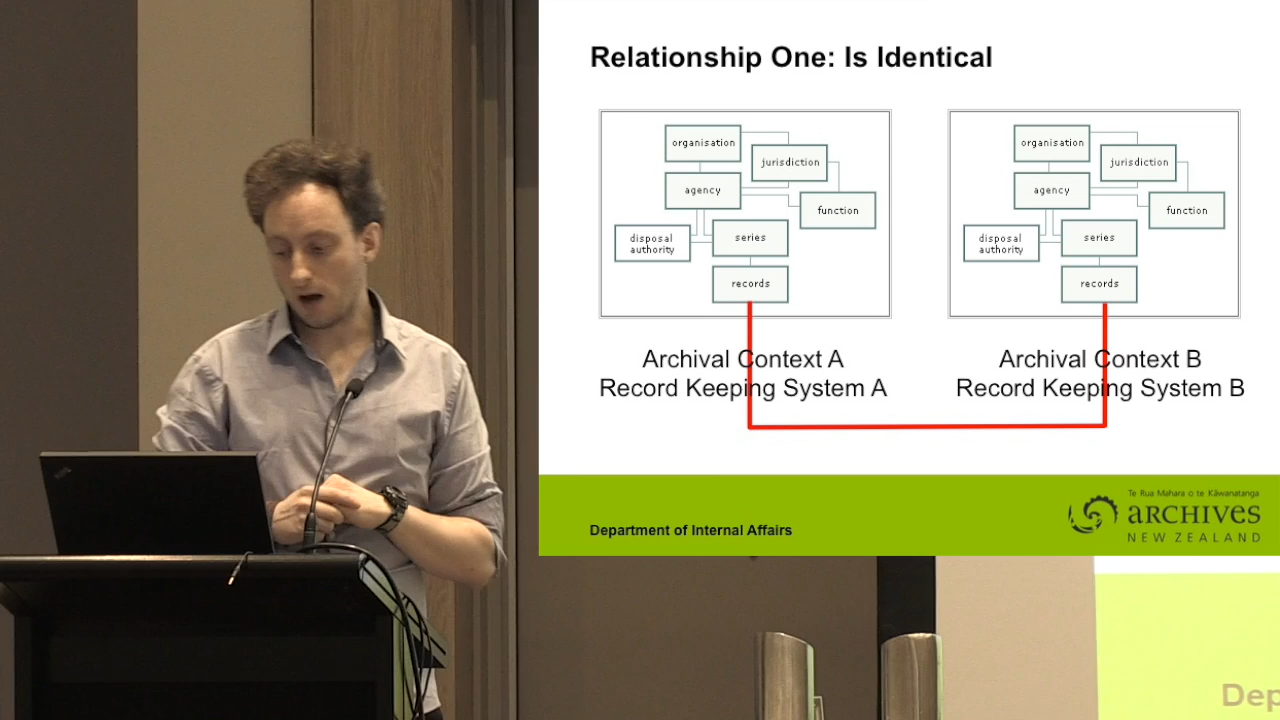 Relationship One: Is Identical
organisation
jurisdiction
agency
function
disposal
authority
series
records
organisation
jurisdiction
agency
function
disposal
authority
series
records
Archival Context A
Record Keeping System A
Archival Context B
Record Keeping System B
Department of Internal Affairs
Te Rua Mahara o te Kāwanatanga
ARCHIVES
NEW ZEALAND
Dep